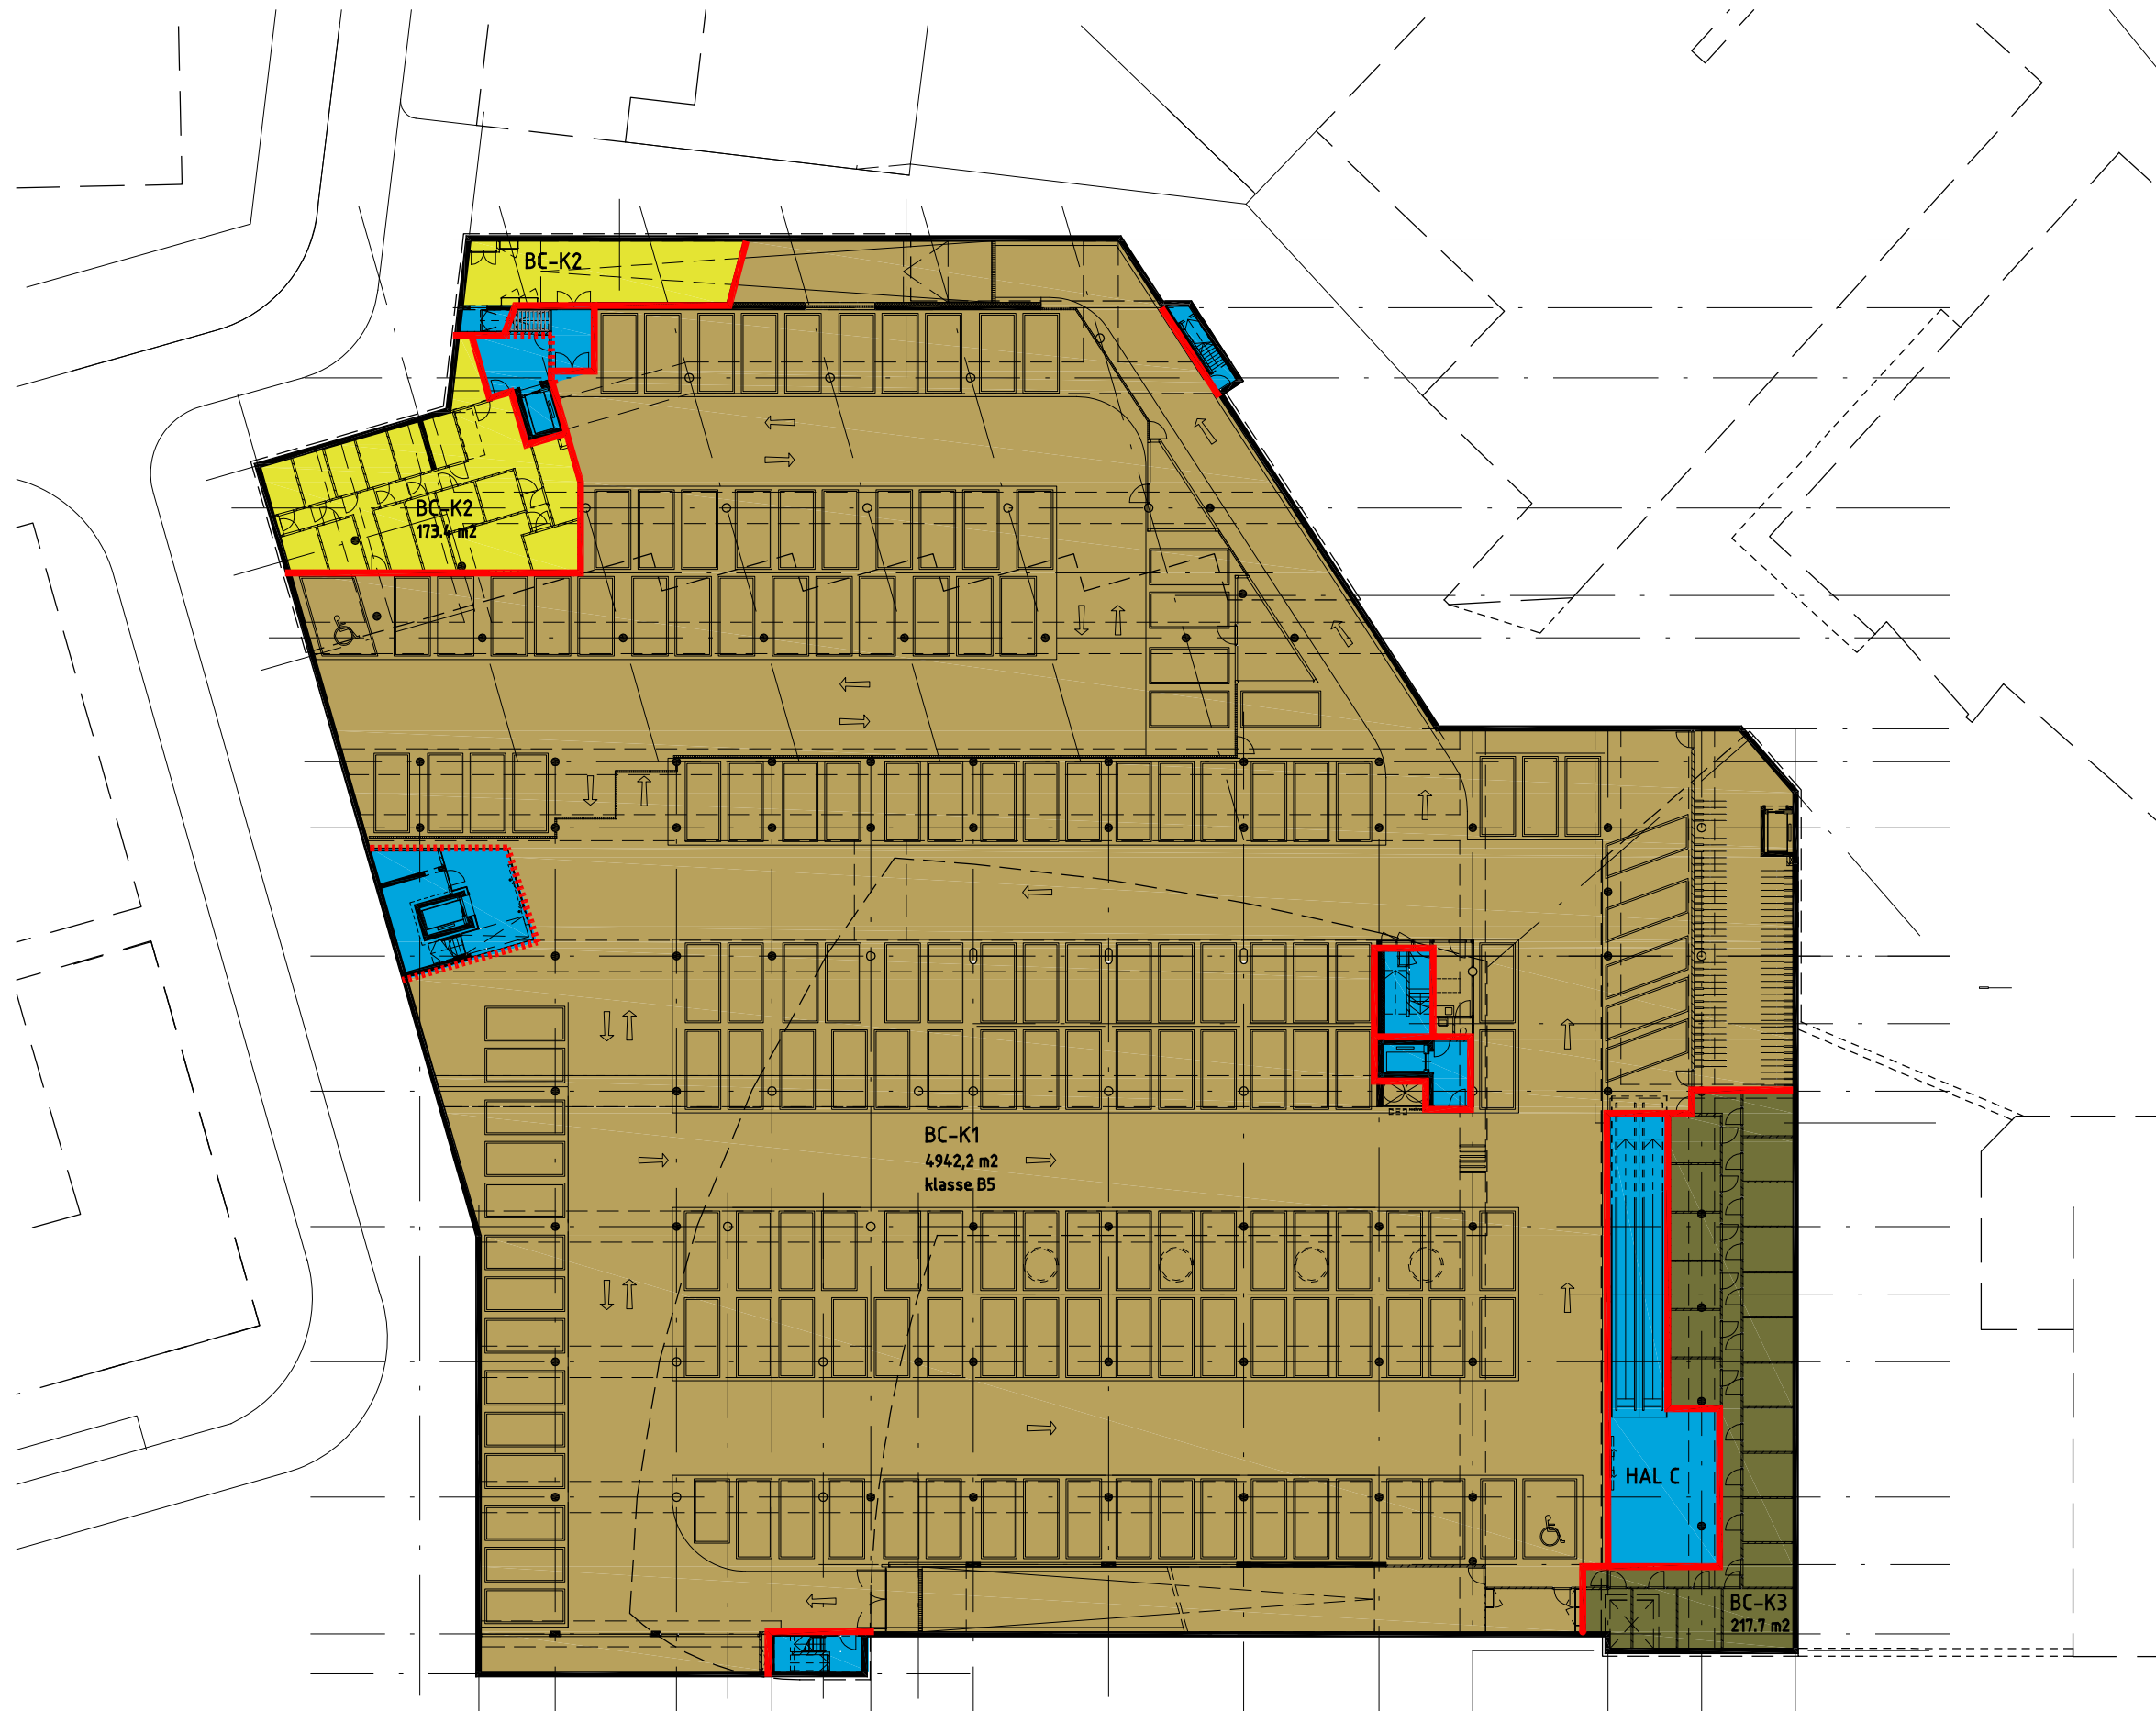 BC-K2
BC-K2
173.4 m2
BC-K1
4942,2 m2
klasse B5
HAL C
BC-K3
217.7 m2